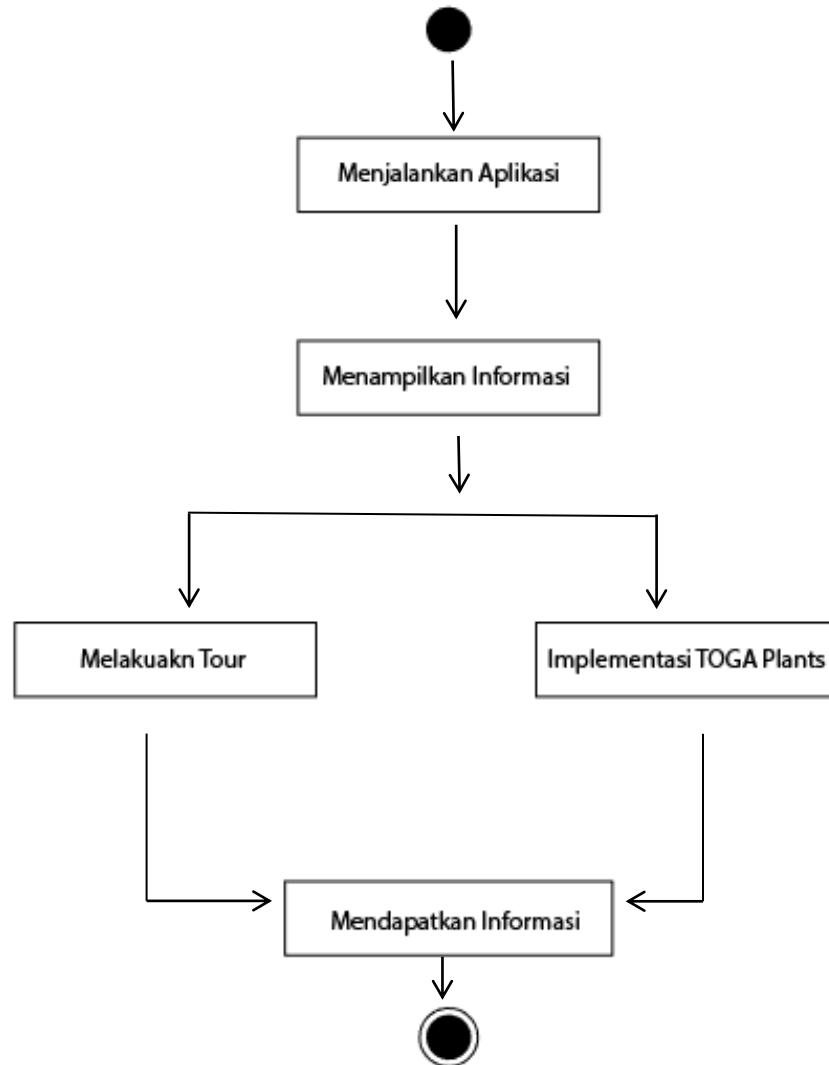 Menjalankan Aplikasi
Menampilkan Informasi
Melakuakn Tour
Implementasi TOGA Plants
Mendapatkan Informasi